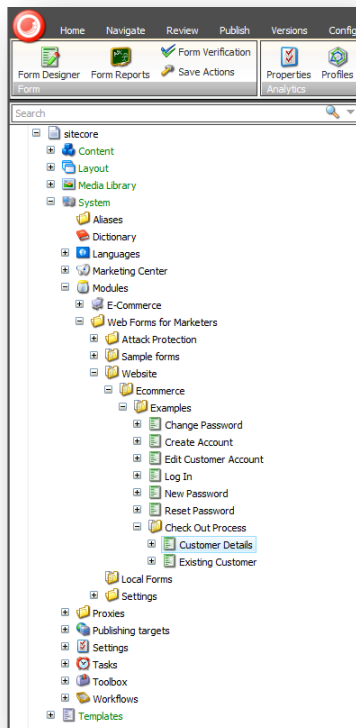 Home Navigate Review Publish Versions Config
Form Designer Form Reports Form Verification Save Actions Properties Profiles
Form Analytics
Search
sitecore
Content
Layout
Media Library
System
Aliases
Dictionary
Languages
Marketing Center
Modules
E-Commerce
Web Forms for Marketers
Attack Protection
Sample forms
Website
Ecommerce
Examples
Change Password
Create Account
Edit Customer Account
Log In
New Password
Reset Password
Check Out Process
Customer Details
Existing Customer
Local Forms
Settings
Proxies
Publishing targets
Settings
Tasks
Toolbox
Workflows
Templates